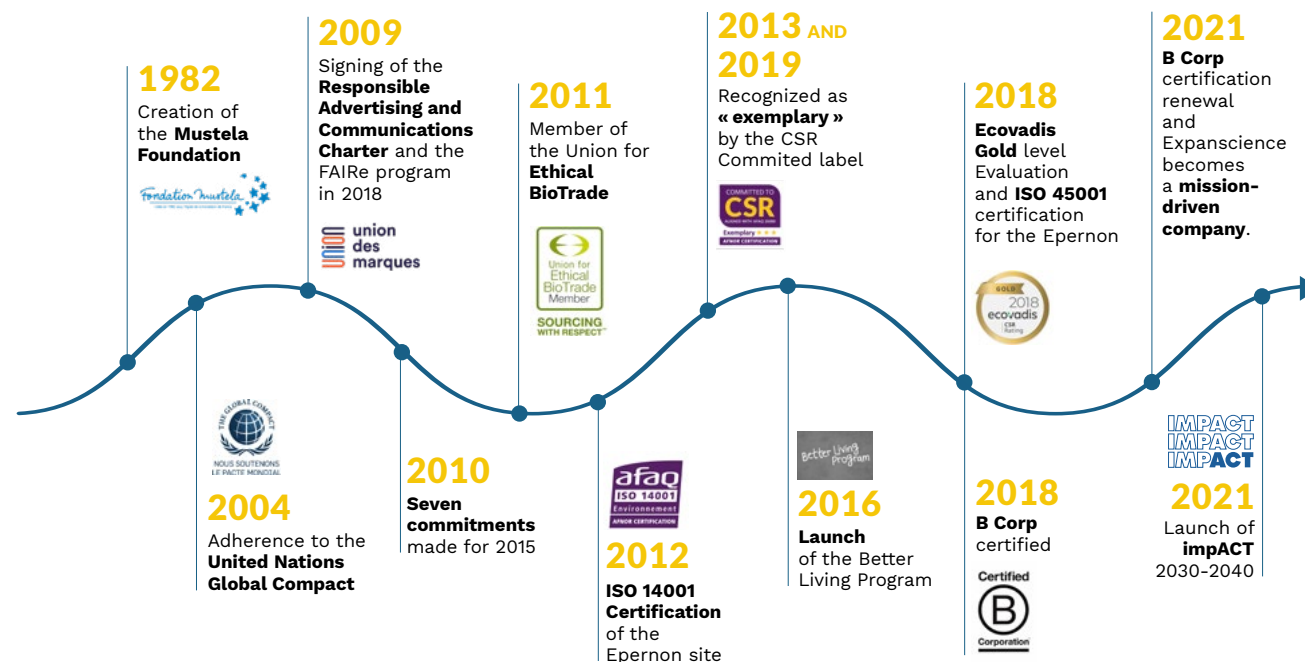 1982
Creation of
the Mustela
Foundation
Fondation Mustela
2004
Adherence to the
United Nations
Global Compact
THE GLOBAL COMPACT
NOUS SOUTENONS
LE PACTE MONDIAL
2009
Signing of the
Responsible
Advertising and
Communications
Charter and the
FAIRe program
in 2018
union
des
marques
2010
Seven
commitments
made for 2015
2011
Member of
the Union for
Ethical
BioTrade
Union for
Ethical
BioTrade
Member
SOURCING
WITH RESPECT™
afaq
ISO 14001
Environnement
AFNOR CERTIFICATION
2012
ISO 14001
Certification
of the
Epernon site
2013 AND
2019
Recognized as
« exemplary »
by the CSR
Commited label
COMMITTED TO
CSR
Exemplary
AFNOR CERTIFICATION
Better Living
Program
2016
Launch
of the Better
Living Program
2018
Ecovadis
Gold level
Evaluation
and ISO 45001
certification
for the Epernon
GOLD
2018
ecovadis
CSR
Rating
2018
B Corp
certified
Certified
B
Corporation
2021
B Corp
certification
renewal
and
Expanscience
becomes
a mission-
driven
company.
IMPACT
IMPACT
IMPACT
2021
Launch of
impACT
2030-2040